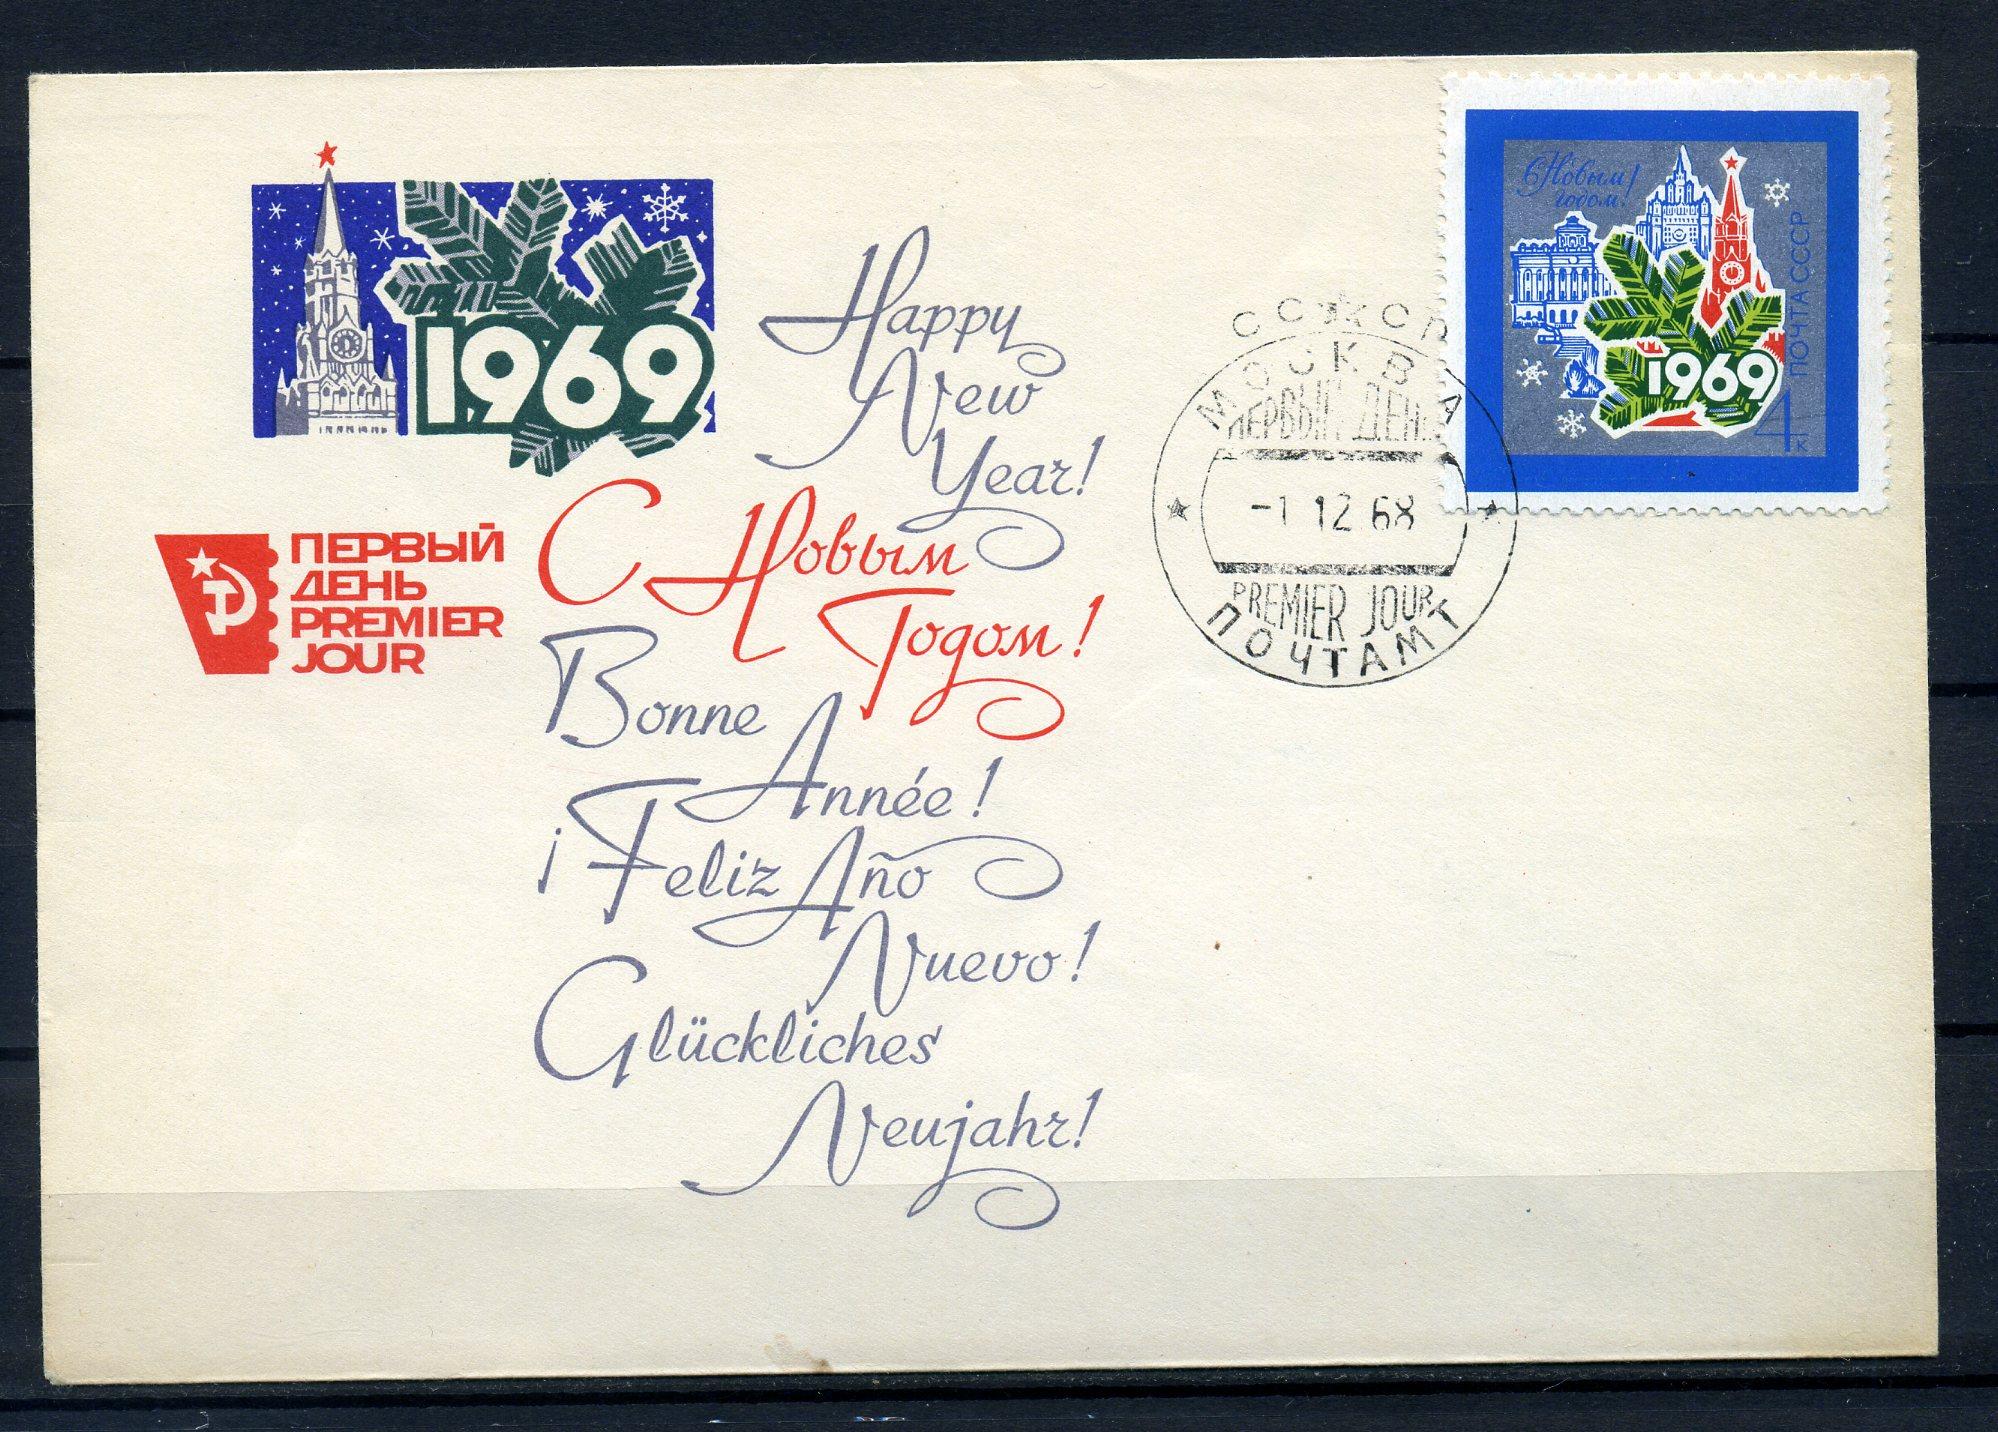 1969
Happy
New
Year!
С Новым
Годом!
Bonne
Année!
¡Feliz Año
Nuevo!
Glückliches
Neujahr!
ПЕРВЫЙ
ДЕНЬ
PREMIER
JOUR
МОСКВА
ПЕРВЫЙ ДЕНЬ
-1 12 68
PREMIER JOUR
ПОЧТАМТ
с Новым
годом!
ПОЧТА СССР
1969
4к